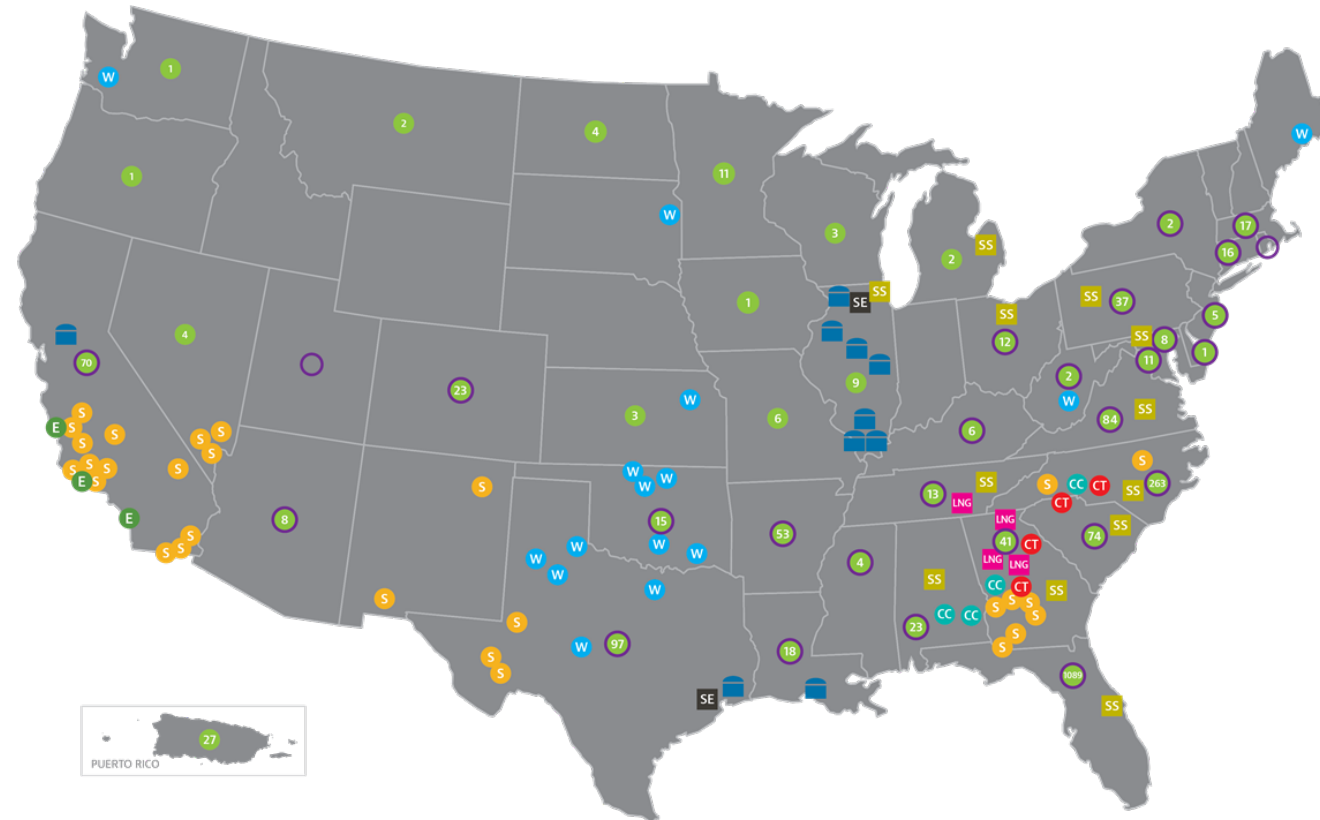 1
W
2
4
W
1
11
W
2
17
3
16
SS
2
SS
SE
1
SS
37
5
SS
4
SS
8
12
1
11
70
2
9
23
W
W
S
3
6
SS
84
E
S
S
S
6
S
S
S
S
S
S
S
W
W
S
E
S
W
S
SS
S
CC
CT
SS
263
13
LNG
CT
E
8
15
LNG
SS
53
74
S
41
CT
S
S
W
W
W
W
LNG
LNG
4
W
SS
CC
CT
SS
W
S
S
S
S
CC
CC
S
S
23
S
W
97
S
18
S
S
1089
SE
SS
27
PUERTO RICO